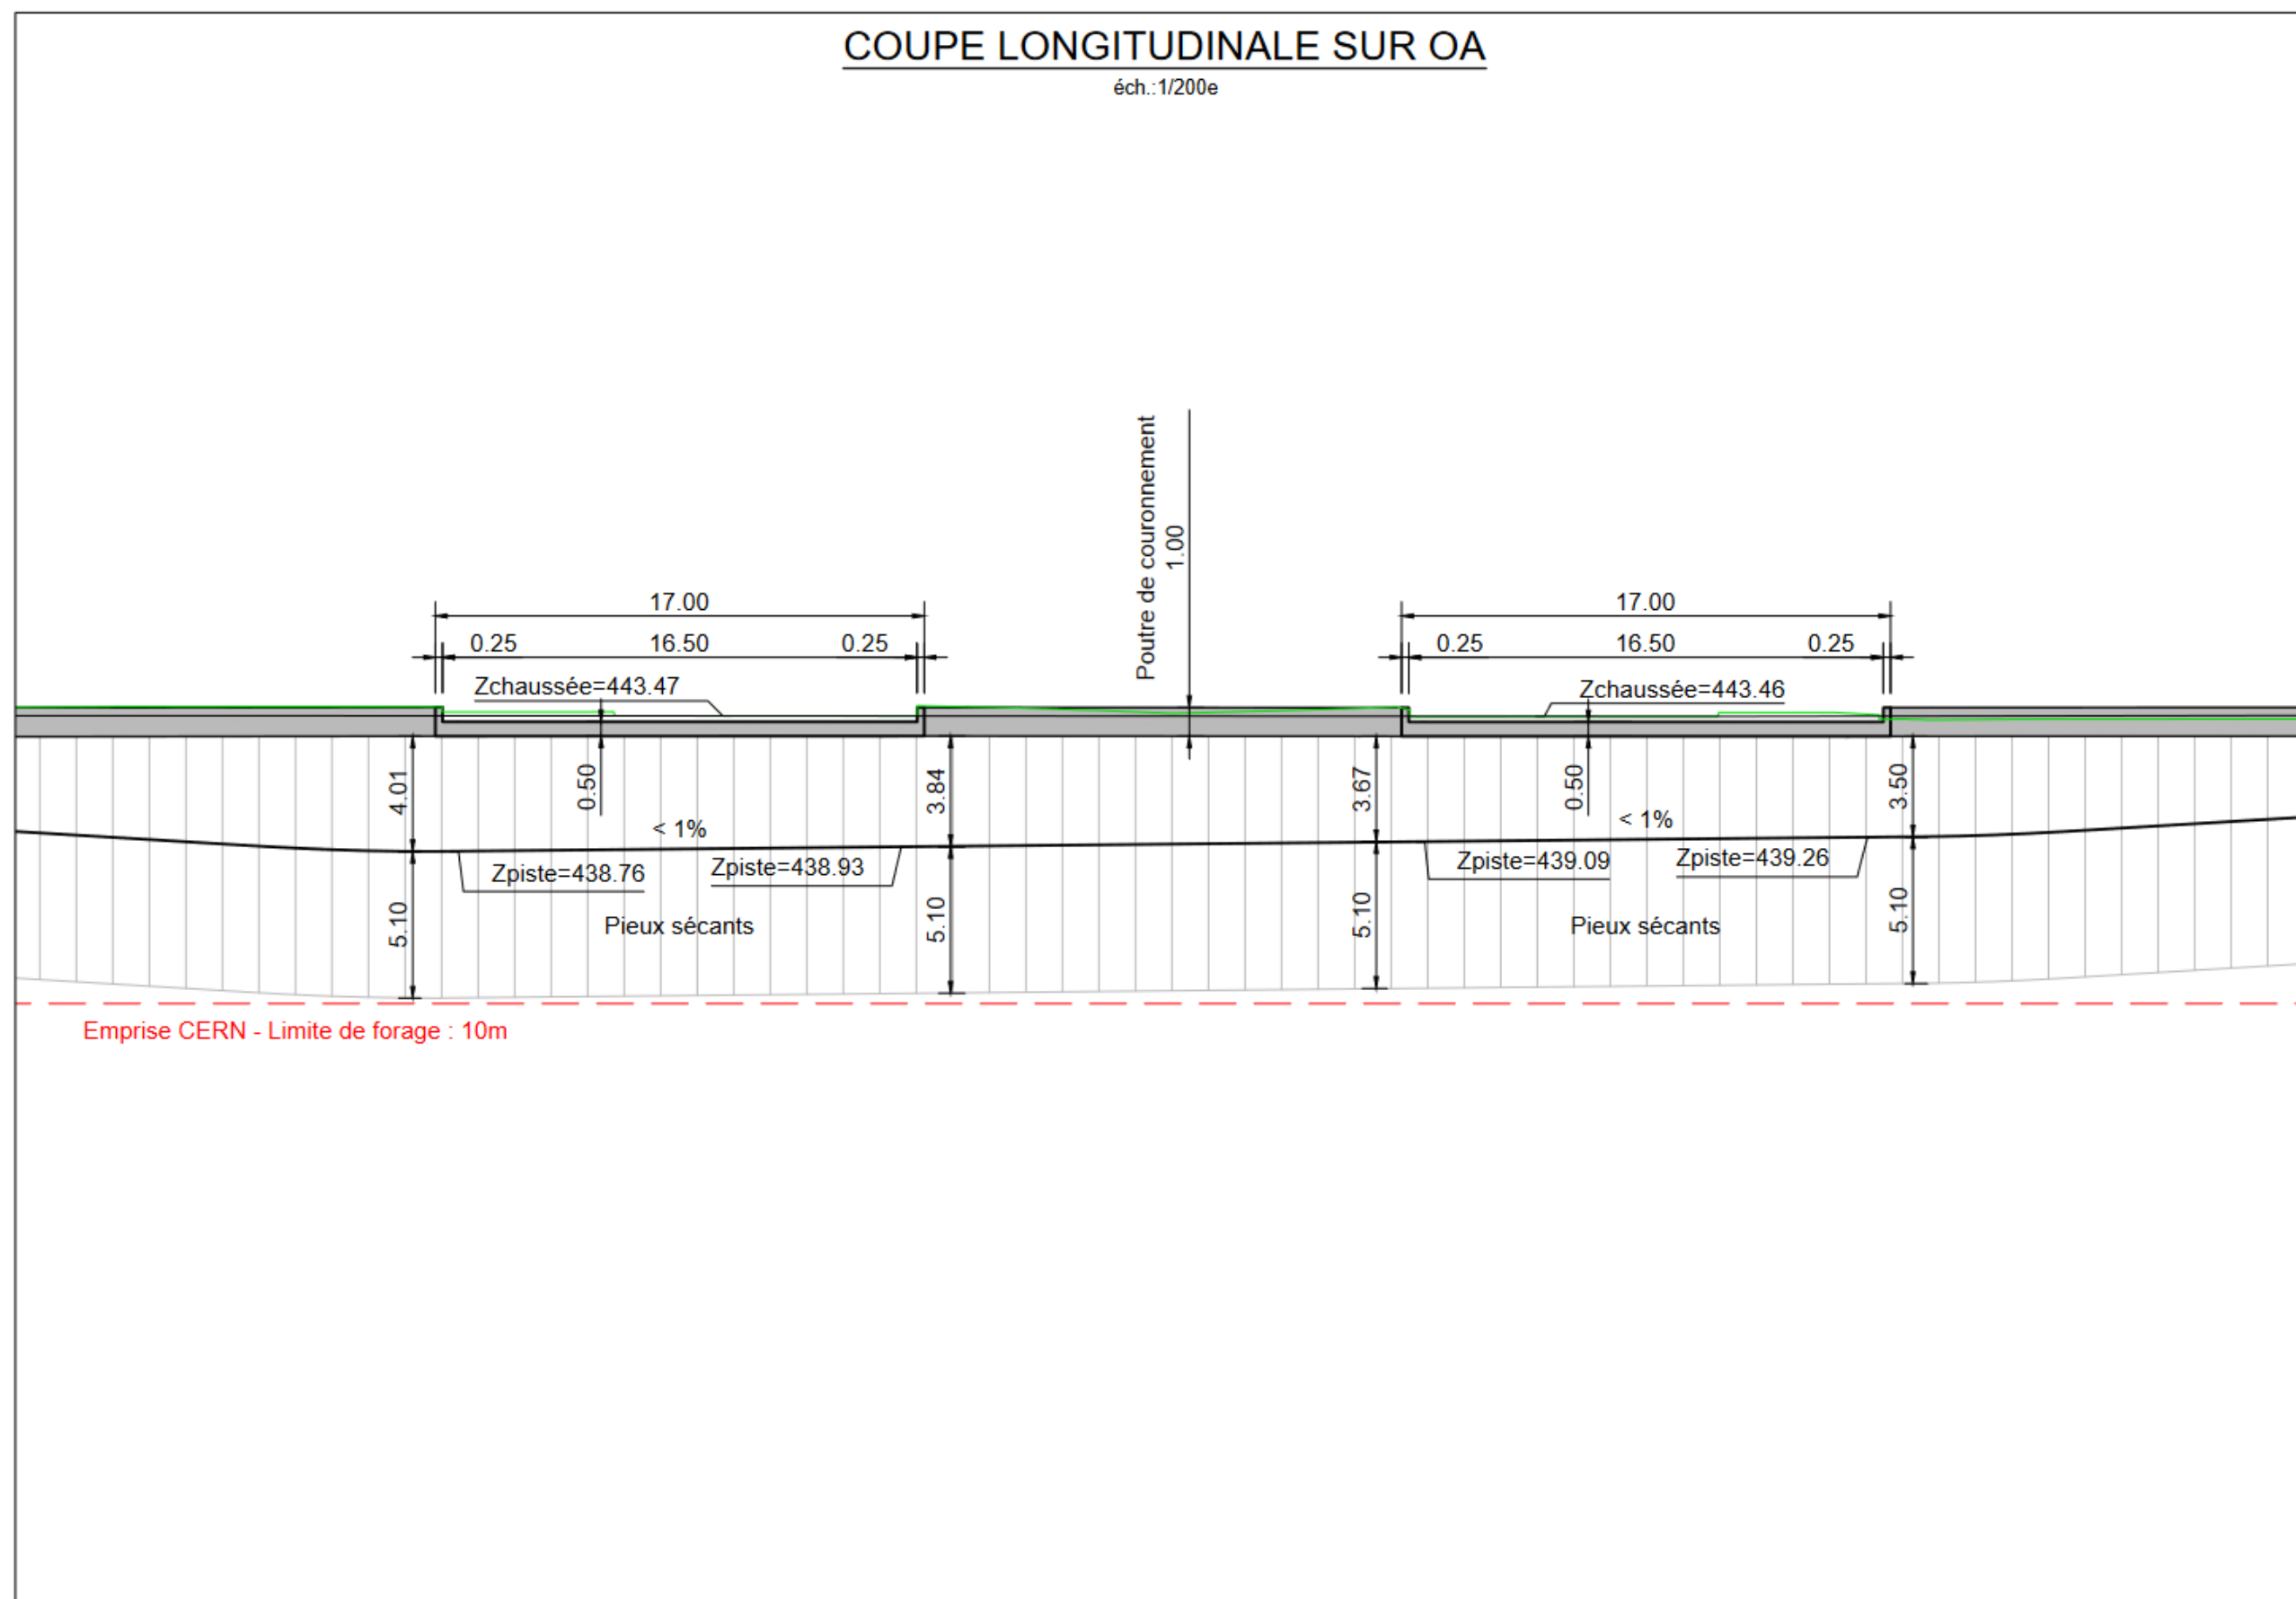 COUPE LONGITUDINALE SUR OA
éch.:1/200e
Poutre de couronnement
1.00
17.00
17.00
0.25
16.50
0.25
0.25
16.50
0.25
Zchaussée=443.47
Zchaussée=443.46
4.01
0.50
3.84
3.67
0.50
3.50
< 1%
< 1%
Zpiste=438.76
Zpiste=438.93
Zpiste=439.09
Zpiste=439.26
5.10
Pieux sécants
5.10
5.10
Pieux sécants
5.10
Emprise CERN - Limite de forage : 10m